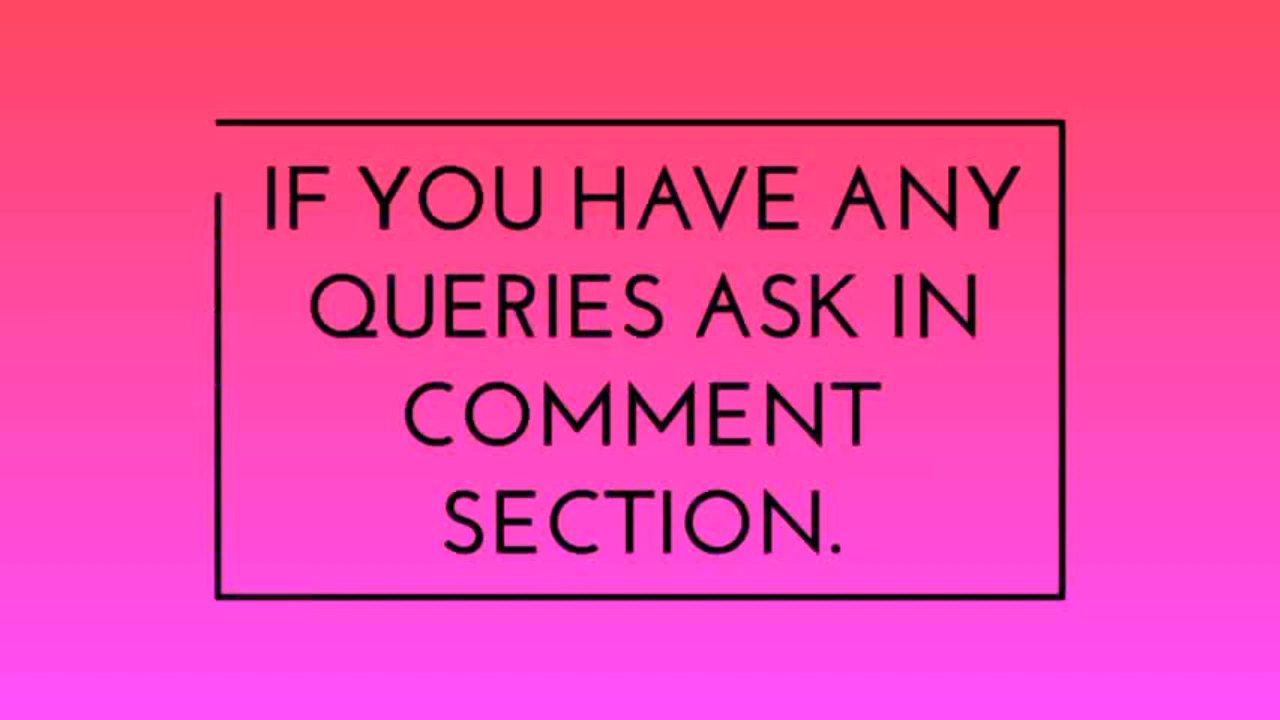 IF YOU HAVE ANY
QUERIES ASK IN
COMMENT
SECTION.